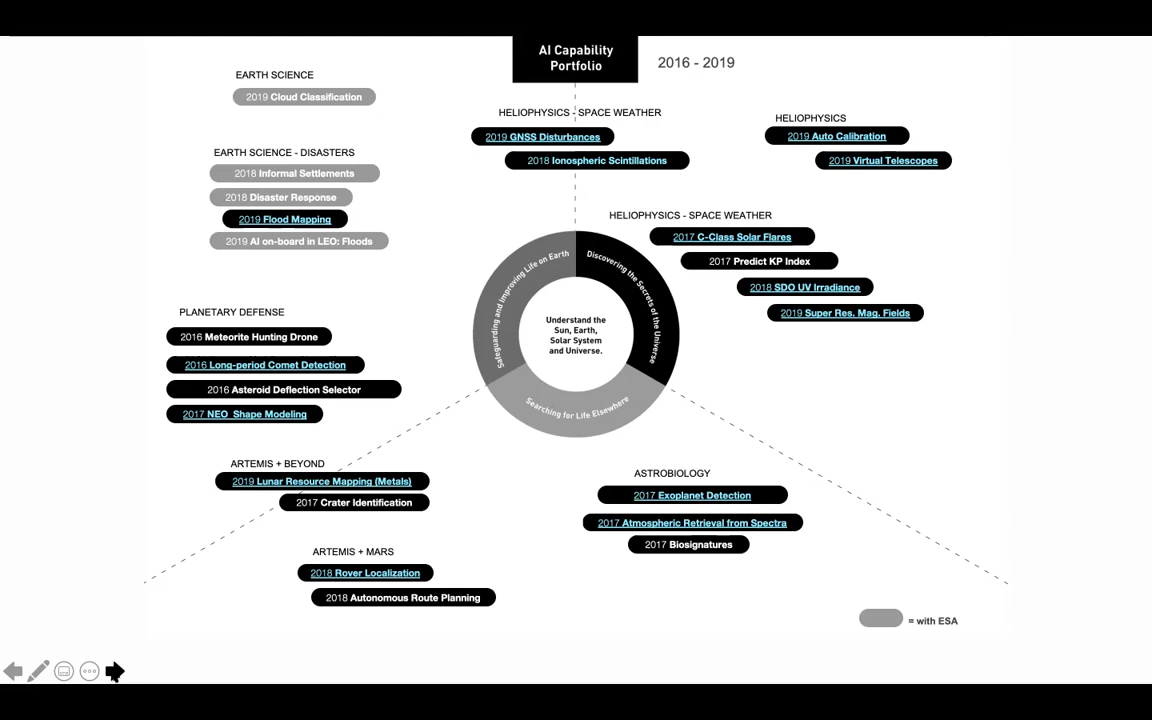 AI Capability
Portfolio
2016 - 2019
EARTH SCIENCE
2019 Cloud Classification
EARTH SCIENCE - DISASTERS
2018 Informal Settlements
2018 Disaster Response
2019 Flood Mapping
2019 AI on-board in LEO: Floods
HELIOPHYSICS - SPACE WEATHER
2019 GNSS Disturbances
2018 Ionospheric Scintillations
HELIOPHYSICS
2019 Auto Calibration
2019 Virtual Telescopes
HELIOPHYSICS - SPACE WEATHER
2017 C-Class Solar Flares
2017 Predict KP Index
2018 SDO UV Irradiance
2019 Super Res. Mag. Fields
Safeguarding and Improving Life on Earth
Discovering the Secrets of the Universe
Understand the
Sun, Earth,
Solar System
and Universe.
Searching for Life Elsewhere
PLANETARY DEFENSE
2016 Meteorite Hunting Drone
2016 Long-period Comet Detection
2016 Asteroid Deflection Selector
2017 NEO Shape Modeling
ARTEMIS + BEYOND
2019 Lunar Resource Mapping (Metals)
2017 Crater Identification
ARTEMIS + MARS
2018 Rover Localization
2018 Autonomous Route Planning
ASTROBIOLOGY
2017 Exoplanet Detection
2017 Atmospheric Retrieval from Spectra
2017 Biosignatures
= with ESA